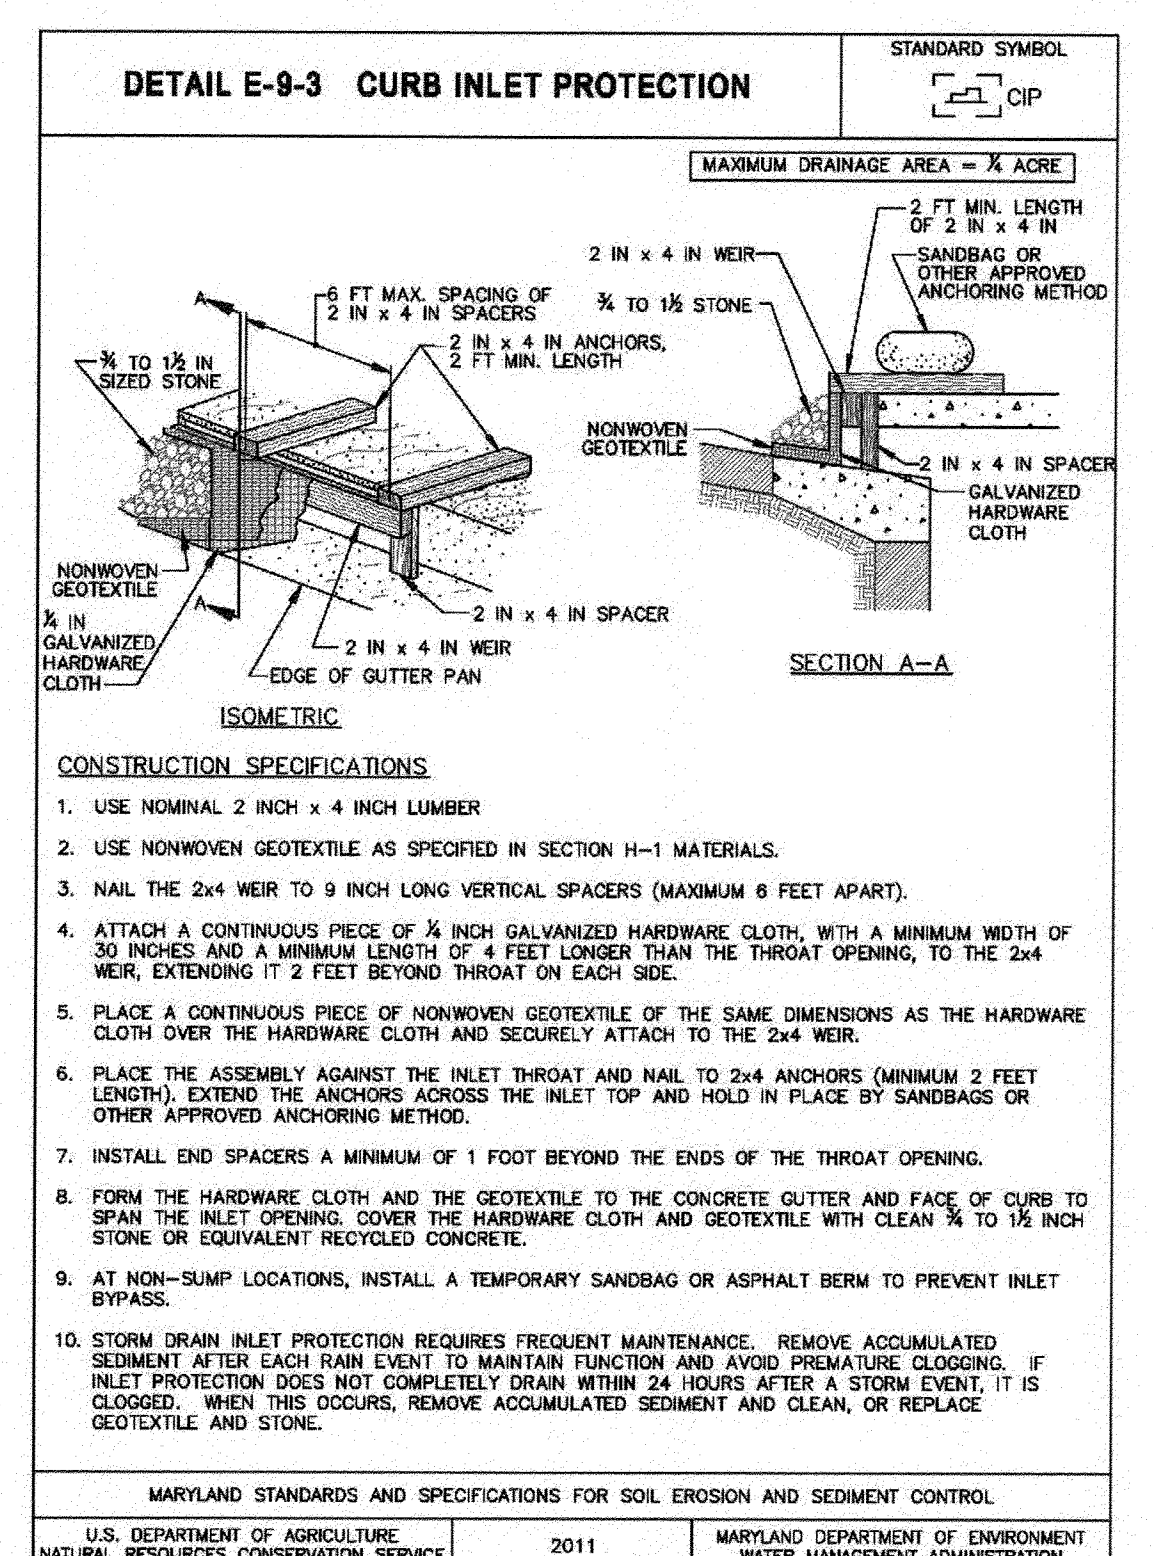 DETAIL E-9-3 CURB INLET PROTECTION
STANDARD SYMBOL
CIP
MAXIMUM DRAINAGE AREA = ¼ ACRE
2 FT MIN. LENGTH
OF 2 IN x 4 IN
2 IN x 4 IN WEIR
SANDBAG OR
OTHER APPROVED
ANCHORING METHOD
¾ TO 1½ STONE
NONWOVEN
GEOTEXTILE
2 IN x 4 IN SPACER
GALVANIZED
HARDWARE
CLOTH
SECTION A-A
A
6 FT MAX. SPACING OF
2 IN x 4 IN SPACERS
2 IN x 4 IN ANCHORS,
2 FT MIN. LENGTH
¾ TO 1½ IN
SIZED STONE
NONWOVEN
GEOTEXTILE
A
¼ IN
GALVANIZED
HARDWARE
CLOTH
2 IN x 4 IN SPACER
2 IN x 4 IN WEIR
EDGE OF GUTTER PAN
ISOMETRIC
CONSTRUCTION SPECIFICATIONS
1. USE NOMINAL 2 INCH x 4 INCH LUMBER
2. USE NONWOVEN GEOTEXTILE AS SPECIFIED IN SECTION H-1 MATERIALS.
3. NAIL THE 2x4 WEIR TO 9 INCH LONG VERTICAL SPACERS (MAXIMUM 6 FEET APART).
4. ATTACH A CONTINUOUS PIECE OF ¼ INCH GALVANIZED HARDWARE CLOTH, WITH A MINIMUM WIDTH OF
30 INCHES AND A MINIMUM LENGTH OF 4 FEET LONGER THAN THE THROAT OPENING, TO THE 2x4
WEIR, EXTENDING IT 2 FEET BEYOND THROAT ON EACH SIDE.
5. PLACE A CONTINUOUS PIECE OF NONWOVEN GEOTEXTILE OF THE SAME DIMENSIONS AS THE HARDWARE
CLOTH OVER THE HARDWARE CLOTH AND SECURELY ATTACH TO THE 2x4 WEIR.
6. PLACE THE ASSEMBLY AGAINST THE INLET THROAT AND NAIL TO 2x4 ANCHORS (MINIMUM 2 FEET
LENGTH). EXTEND THE ANCHORS ACROSS THE INLET TOP AND HOLD IN PLACE BY SANDBAGS OR
OTHER APPROVED ANCHORING METHOD.
7. INSTALL END SPACERS A MINIMUM OF 1 FOOT BEYOND THE ENDS OF THE THROAT OPENING.
8. FORM THE HARDWARE CLOTH AND THE GEOTEXTILE TO THE CONCRETE GUTTER AND FACE OF CURB TO
SPAN THE INLET OPENING. COVER THE HARDWARE CLOTH AND GEOTEXTILE WITH CLEAN ¾ TO 1½ INCH
STONE OR EQUIVALENT RECYCLED CONCRETE.
9. AT NON-SUMP LOCATIONS, INSTALL A TEMPORARY SANDBAG OR ASPHALT BERM TO PREVENT INLET
BYPASS.
10. STORM DRAIN INLET PROTECTION REQUIRES FREQUENT MAINTENANCE. REMOVE ACCUMULATED
SEDIMENT AFTER EACH RAIN EVENT TO MAINTAIN FUNCTION AND AVOID PREMATURE CLOGGING. IF
INLET PROTECTION DOES NOT COMPLETELY DRAIN WITHIN 24 HOURS AFTER A STORM EVENT, IT IS
CLOGGED. WHEN THIS OCCURS, REMOVE ACCUMULATED SEDIMENT AND CLEAN, OR REPLACE
GEOTEXTILE AND STONE.
MARYLAND STANDARDS AND SPECIFICATIONS FOR SOIL EROSION AND SEDIMENT CONTROL
U.S. DEPARTMENT OF AGRICULTURE
NATURAL RESOURCES CONSERVATION SERVICE
2011
MARYLAND DEPARTMENT OF ENVIRONMENT
WATER MANAGEMENT ADMINISTRATION